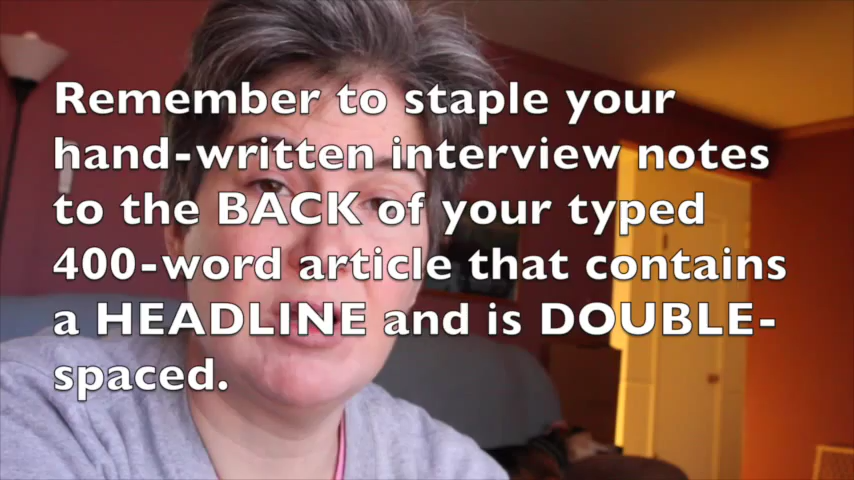 Remember to staple your
hand-written interview notes
to the BACK of your typed
400-word article that contains
a HEADLINE and is DOUBLE-
spaced.